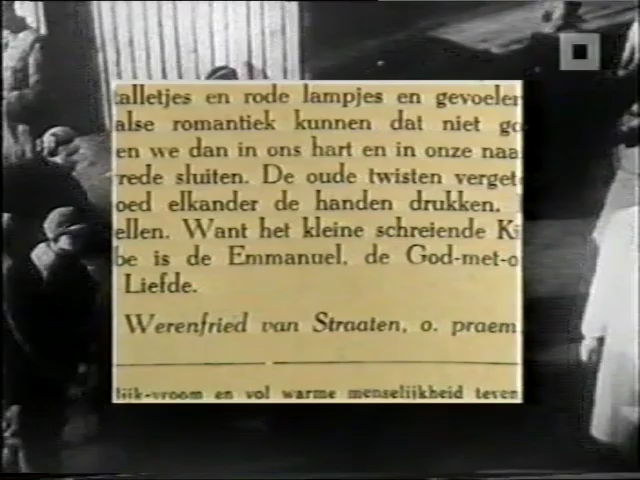 talletjes en rode lampjes en gevoeler
alse romantiek kunnen dat niet go
en we dan in ons hart en in onze naa
rede sluiten. De oude twisten verget
oed elkander de handen drukken.
ellen. Want het kleine schreiende Ki
be is de Emmanuel, de God-met-o
Liefde.
Werenfried van Straaten, o. praem
lijk-vroom en vol warme menselijkheid teven